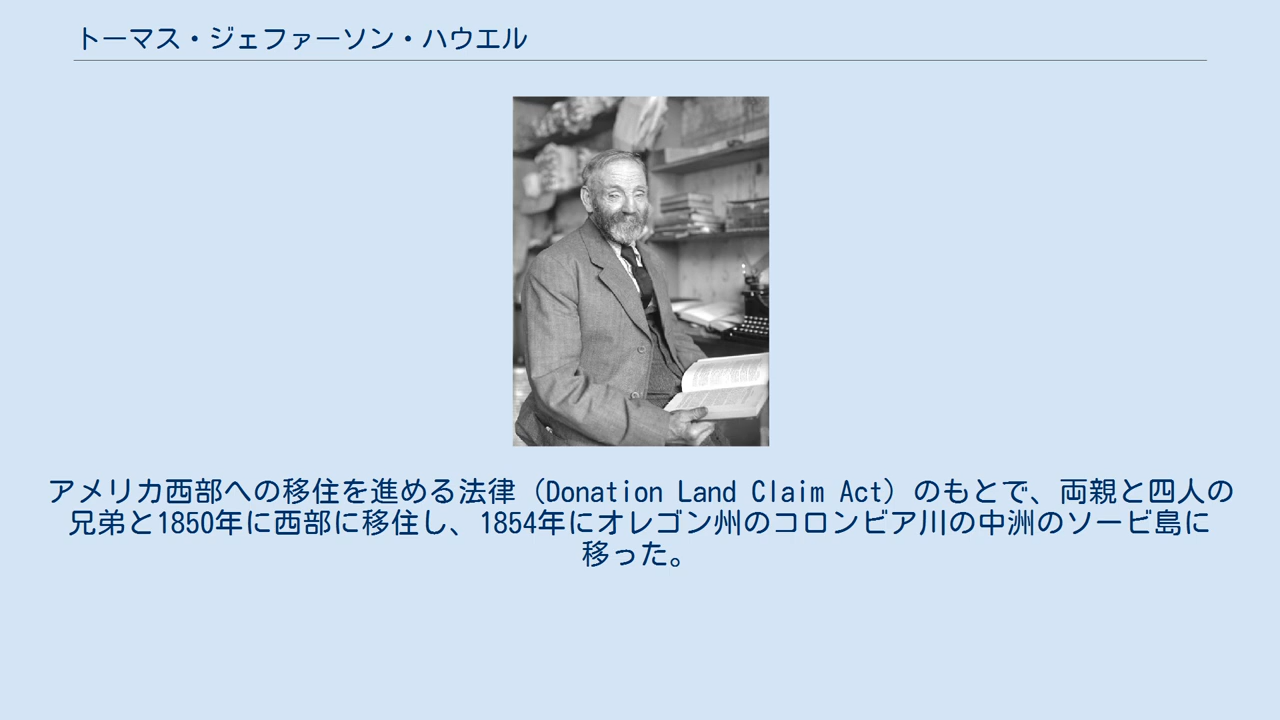 トーマス・ジェファーソン・ハウエル
アメリカ西部への移住を進める法律（Donation Land Claim Act）のもとで、両親と四人の
兄弟と1850年に西部に移住し、1854年にオレゴン州のコロンビア川の中洲のソービ島に
移った。